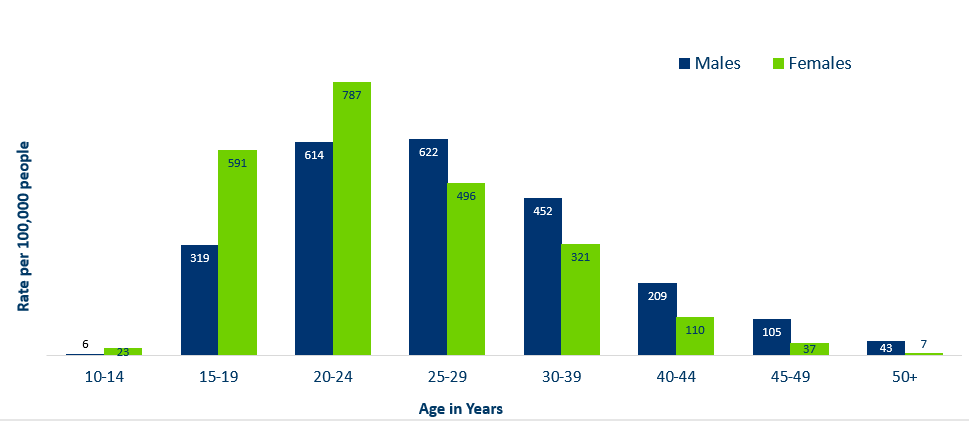 Males Females
787
614 622
591
496
452
319 321
209
110 105
6 23 37 43 7
10-14 15-19 20-24 25-29 30-39 40-44 45-49 50+
Rate per 100,000 people
Age in Years